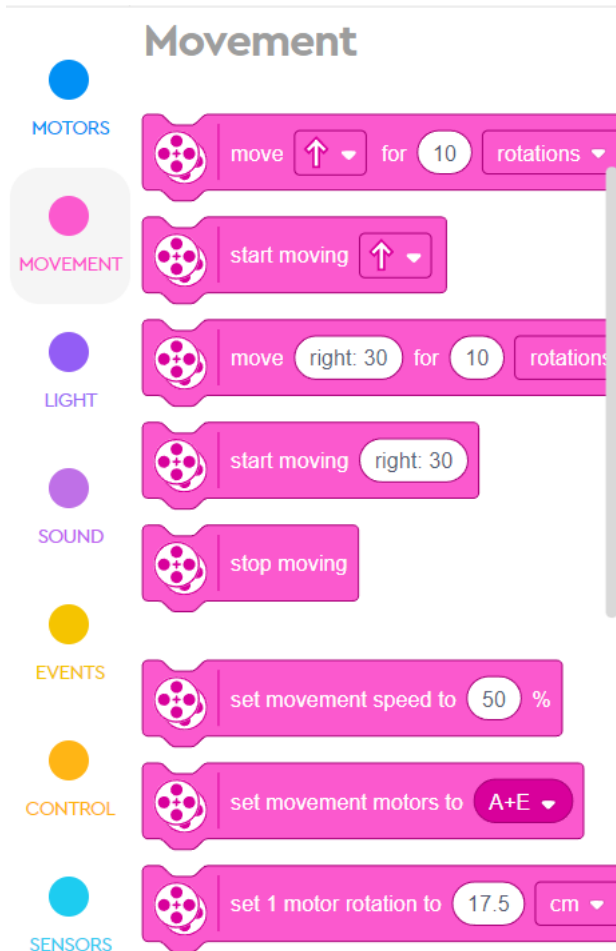 Movement
MOTORS
MOVEMENT
LIGHT
SOUND
EVENTS
CONTROL
SENSORS
move for 10 rotations
start moving
move right: 30 for 10 rotations
start moving right: 30
stop moving
set movement speed to 50 %
set movement motors to A+E
set 1 motor rotation to 17.5 cm